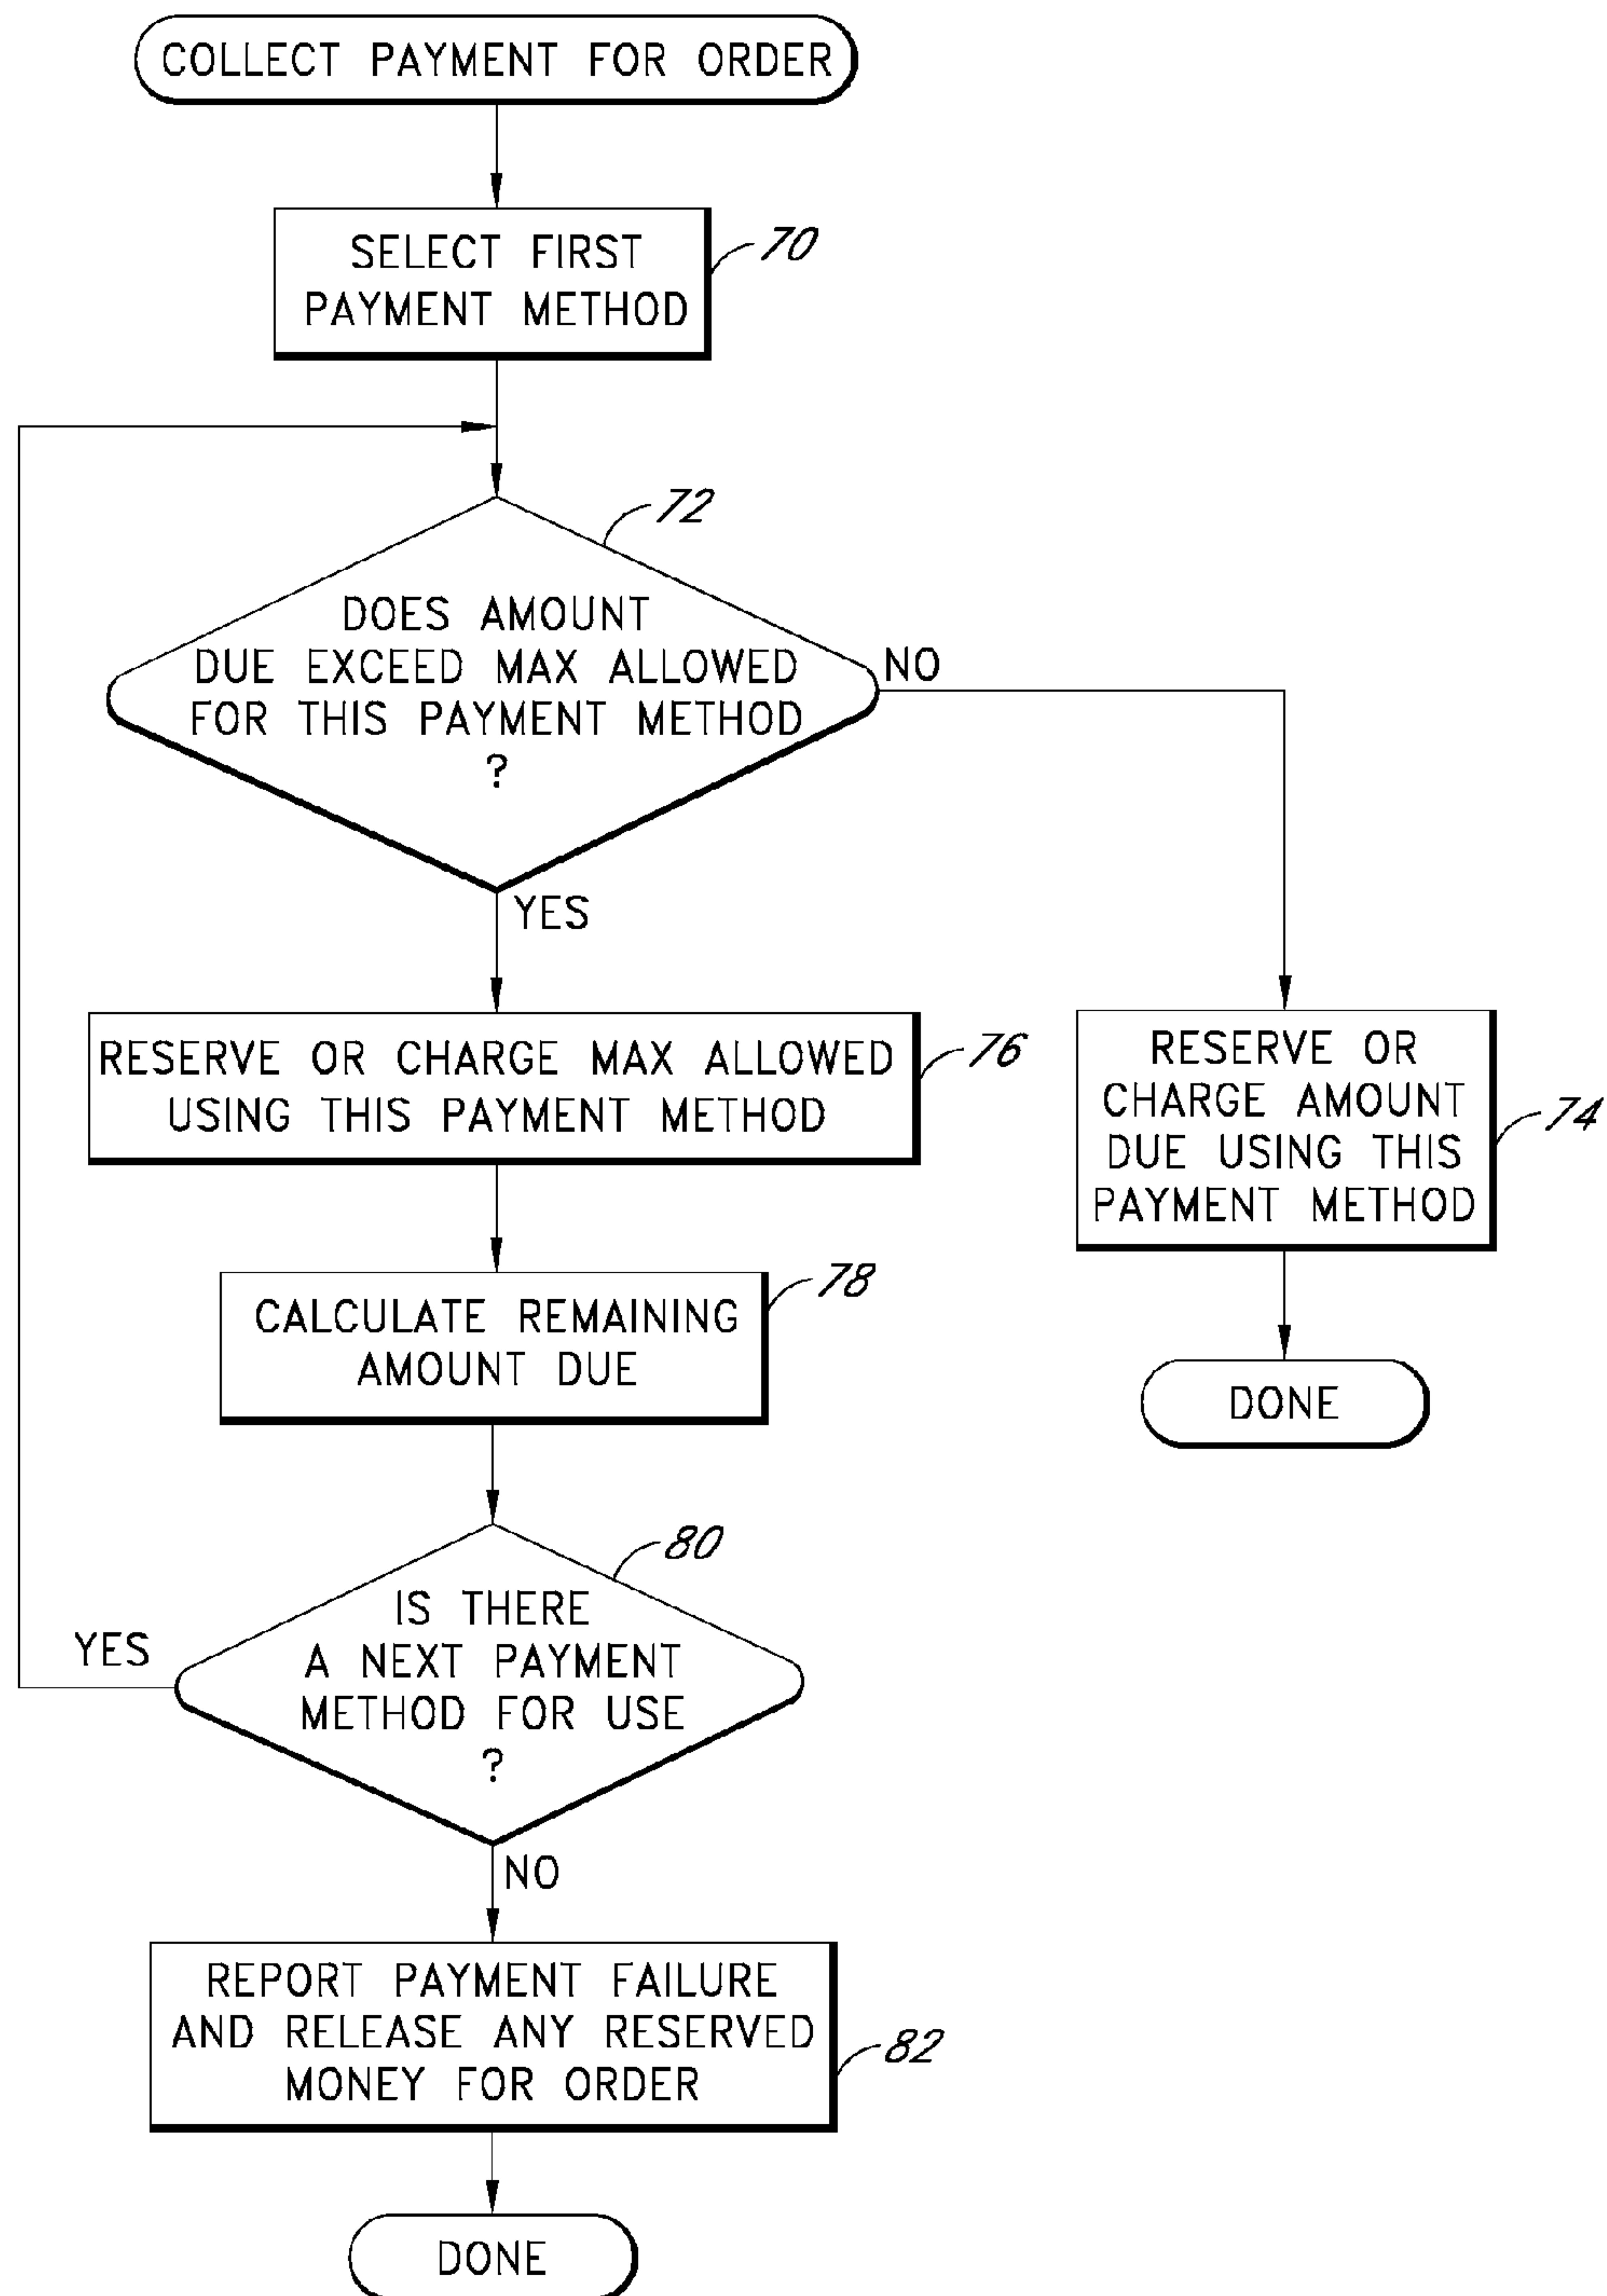 COLLECT PAYMENT FOR ORDER
SELECT FIRST
PAYMENT METHOD
70
72
DOES AMOUNT
DUE EXCEED MAX ALLOWED
FOR THIS PAYMENT METHOD
?
NO
YES
RESERVE OR CHARGE MAX ALLOWED
USING THIS PAYMENT METHOD
76
RESERVE OR
CHARGE AMOUNT
DUE USING THIS
PAYMENT METHOD
74
CALCULATE REMAINING
AMOUNT DUE
78
DONE
80
IS THERE
A NEXT PAYMENT
METHOD FOR USE
?
YES
NO
REPORT PAYMENT FAILURE
AND RELEASE ANY RESERVED
MONEY FOR ORDER
82
DONE